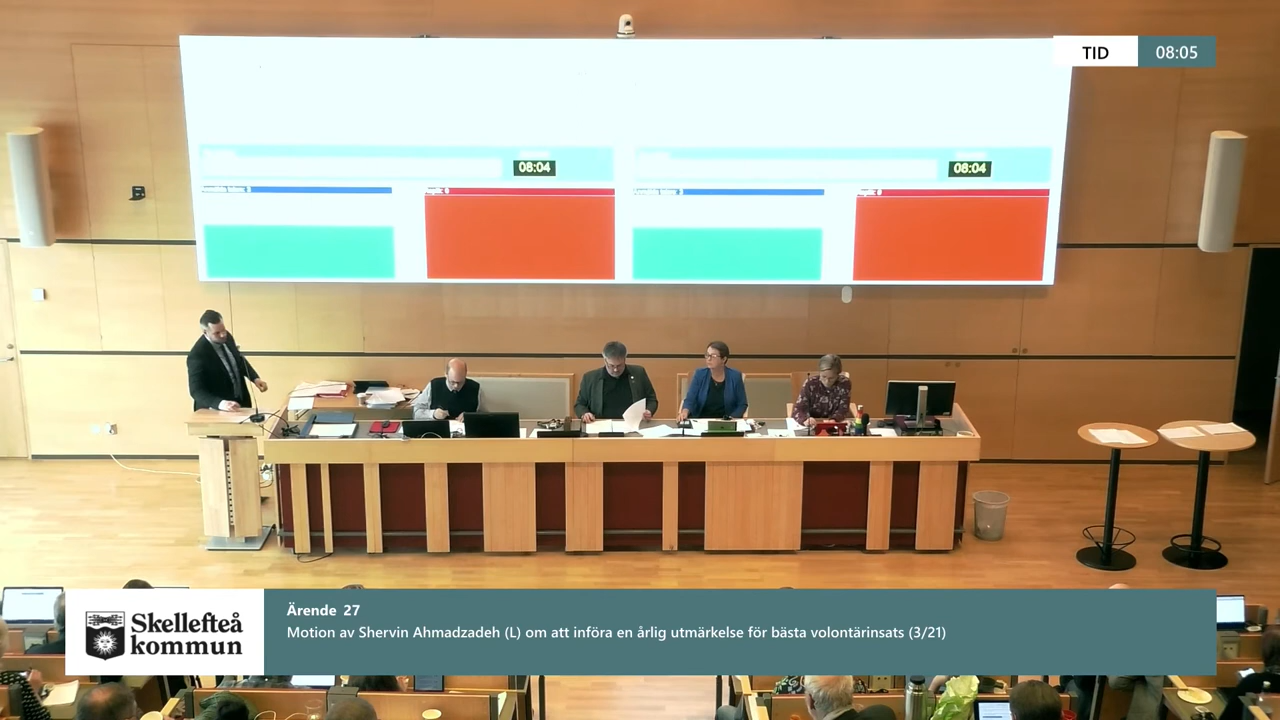 TID 08:05
08:04 08:04
Skellefteå
kommun
Ärende 27
Motion av Shervin Ahmadzadeh (L) om att införa en årlig utmärkelse för bästa volontärinsats (3/21)